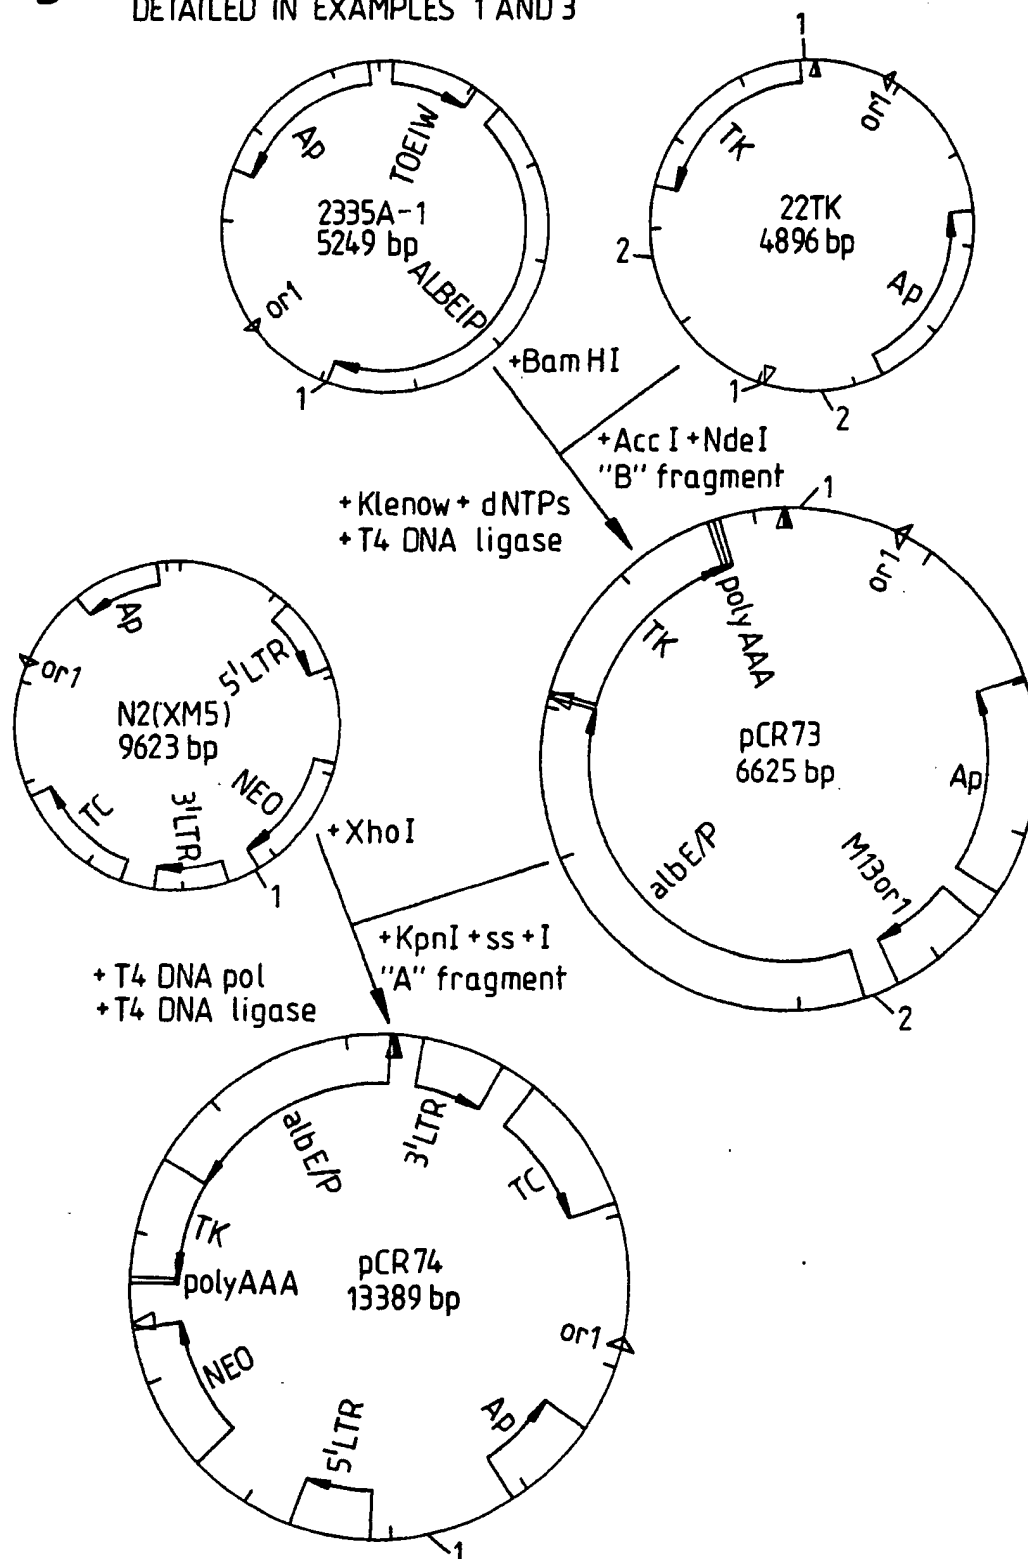 DETAILED IN EXAMPLES 1 AND 3
1
Ap
TOEIW
2335A-1
5249 bp
ALBEIP
or1
1
or1
TK
22TK
4896 bp
2
Ap
1
2
+Bam HI
+Acc I +NdeI
"B" fragment
+Klenow + dNTPs
+T4 DNA ligase
1
or1
polyAAA
TK
pCR73
6625 bp
Ap
albE/P
M13or1
2
Ap
5'LTR
or1
N2(XM5)
9623 bp
NEO
TC
3'LTR
1
+XhoI
+KpnI +ss +I
"A" fragment
+ T4 DNA pol
+T4 DNA ligase
albE/P
3'LTR
TC
TK
pCR74
13389 bp
polyAAA
or1
NEO
Ap
5'LTR
1